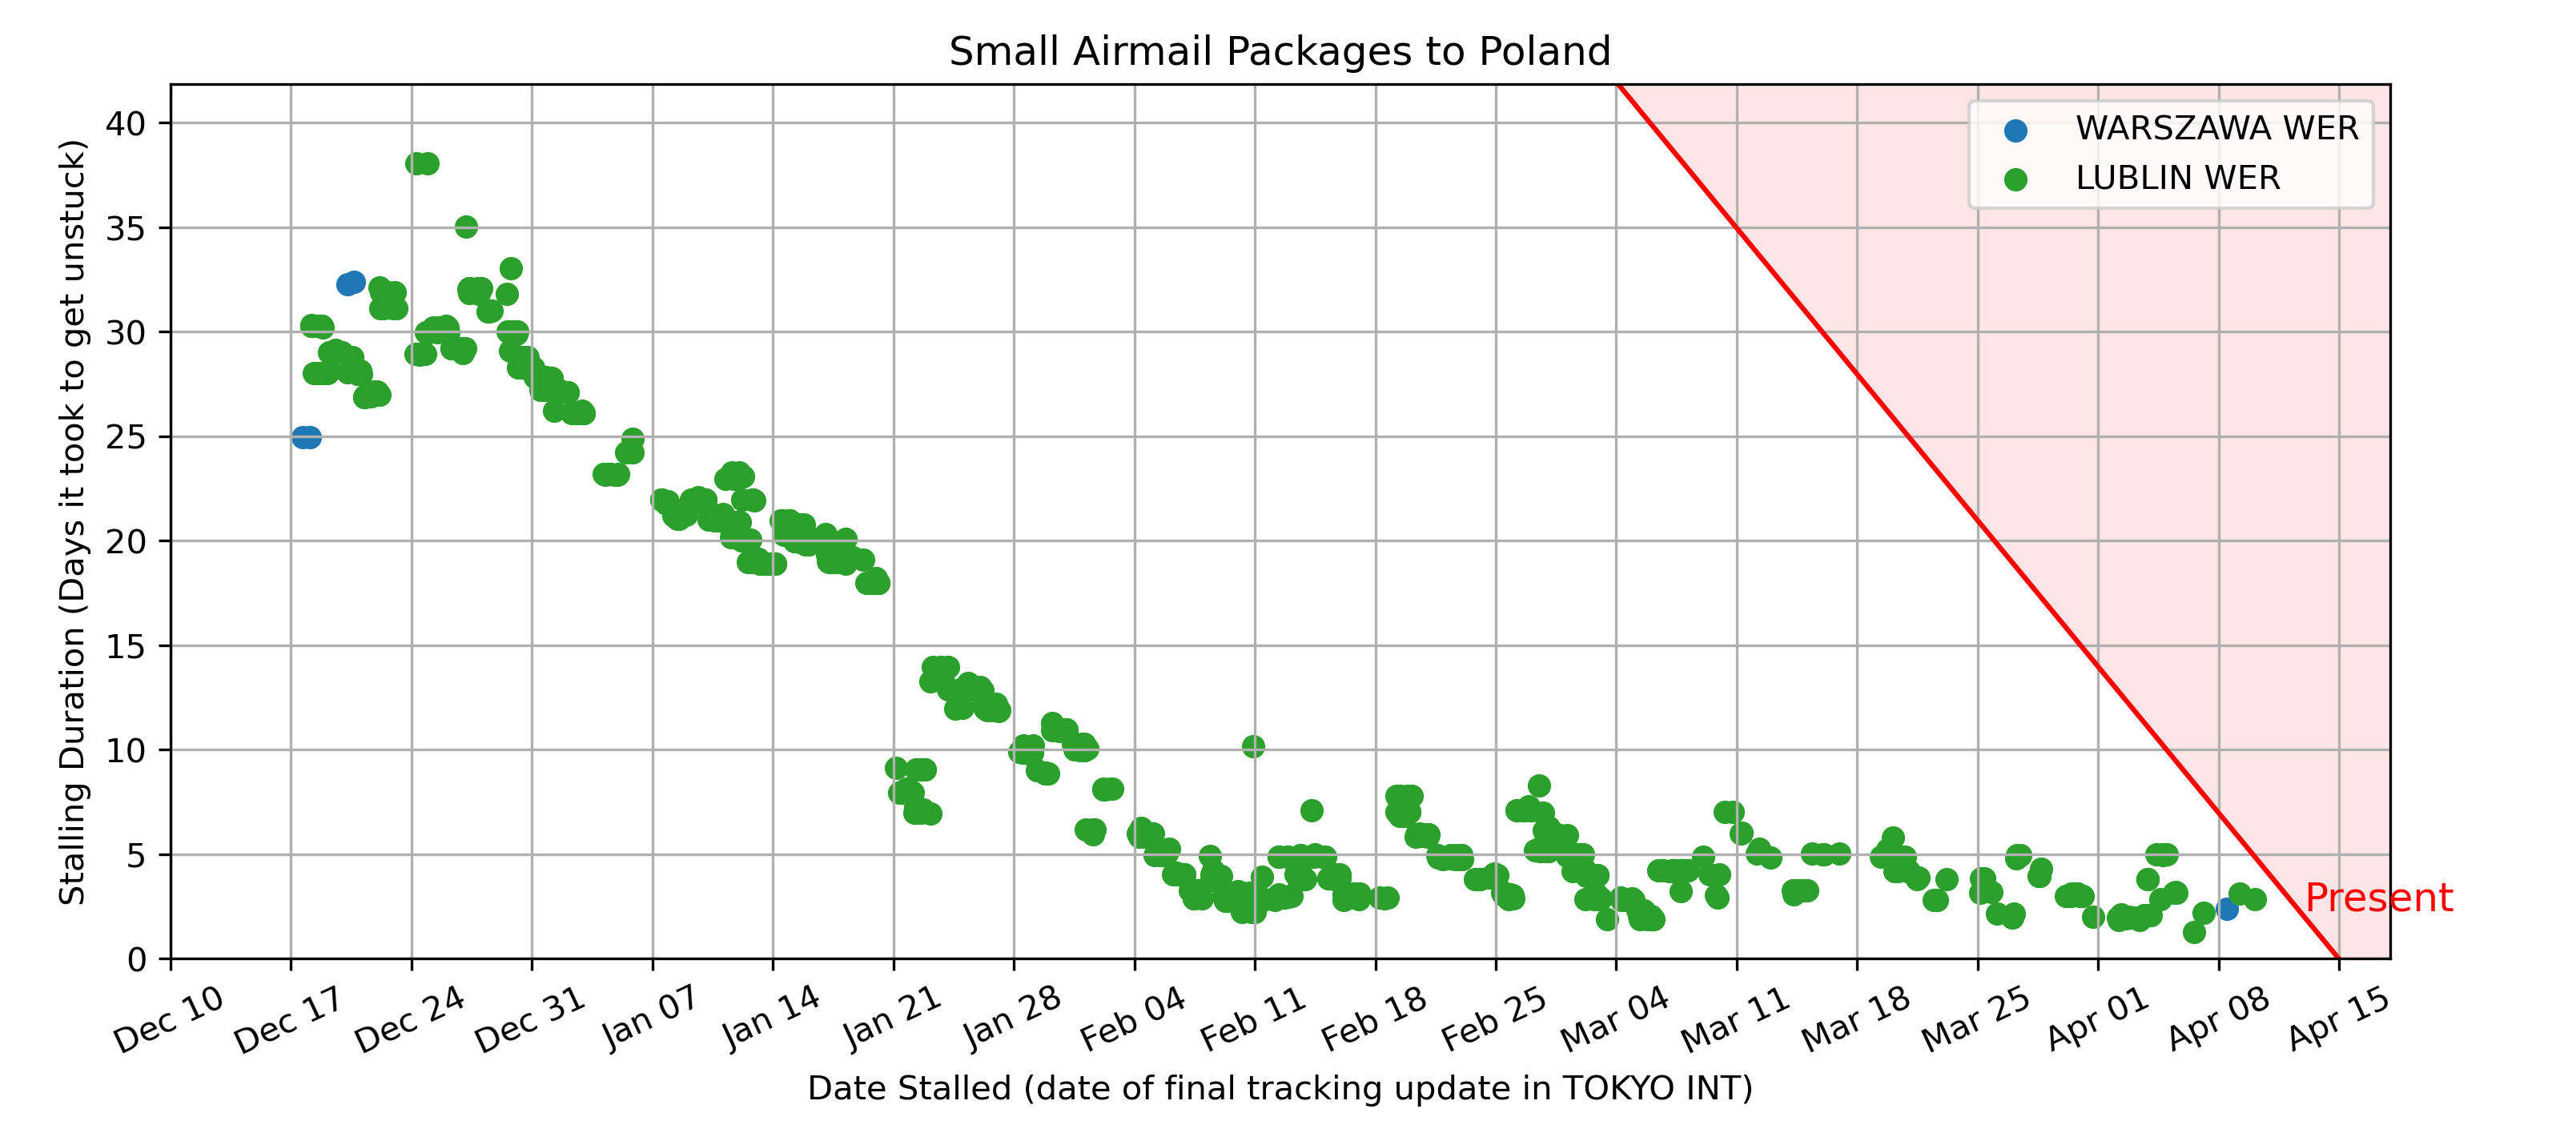 Small Airmail Packages to Poland
Stalling Duration (Days it took to get unstuck)
40
35
30
25
20
15
10
5
0
WARSZAWA WER
LUBLIN WER
Present
Dec 10
Dec 17
Dec 24
Dec 31
Jan 07
Jan 14
Jan 21
Jan 28
Feb 04
Feb 11
Feb 18
Feb 25
Mar 04
Mar 11
Mar 18
Mar 25
Apr 01
Apr 08
Apr 15
Date Stalled (date of final tracking update in TOKYO INT)